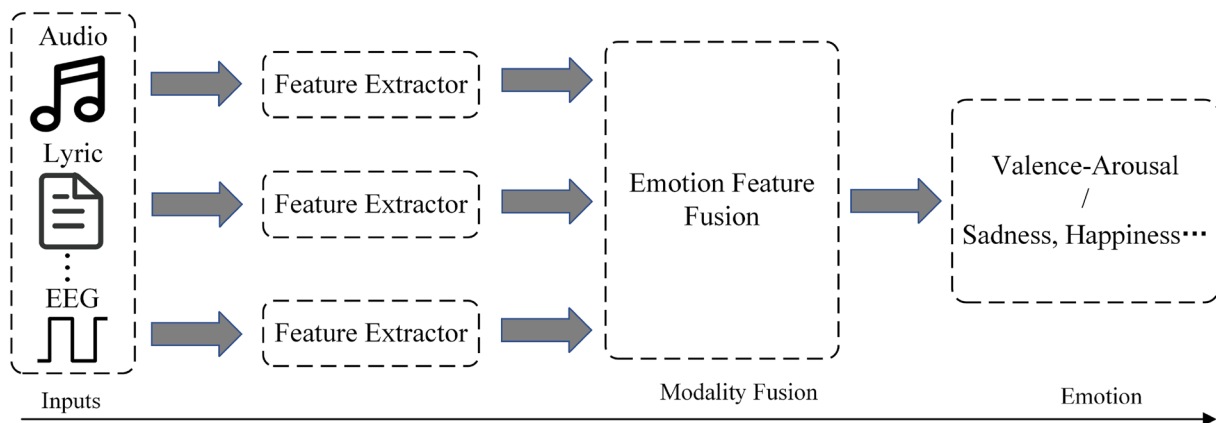 Audio
Lyric
EEG
Feature Extractor
Feature Extractor
Feature Extractor
Emotion Feature
Fusion
Valence-Arousal
/
Sadness, Happiness…
Inputs
Modality Fusion
Emotion